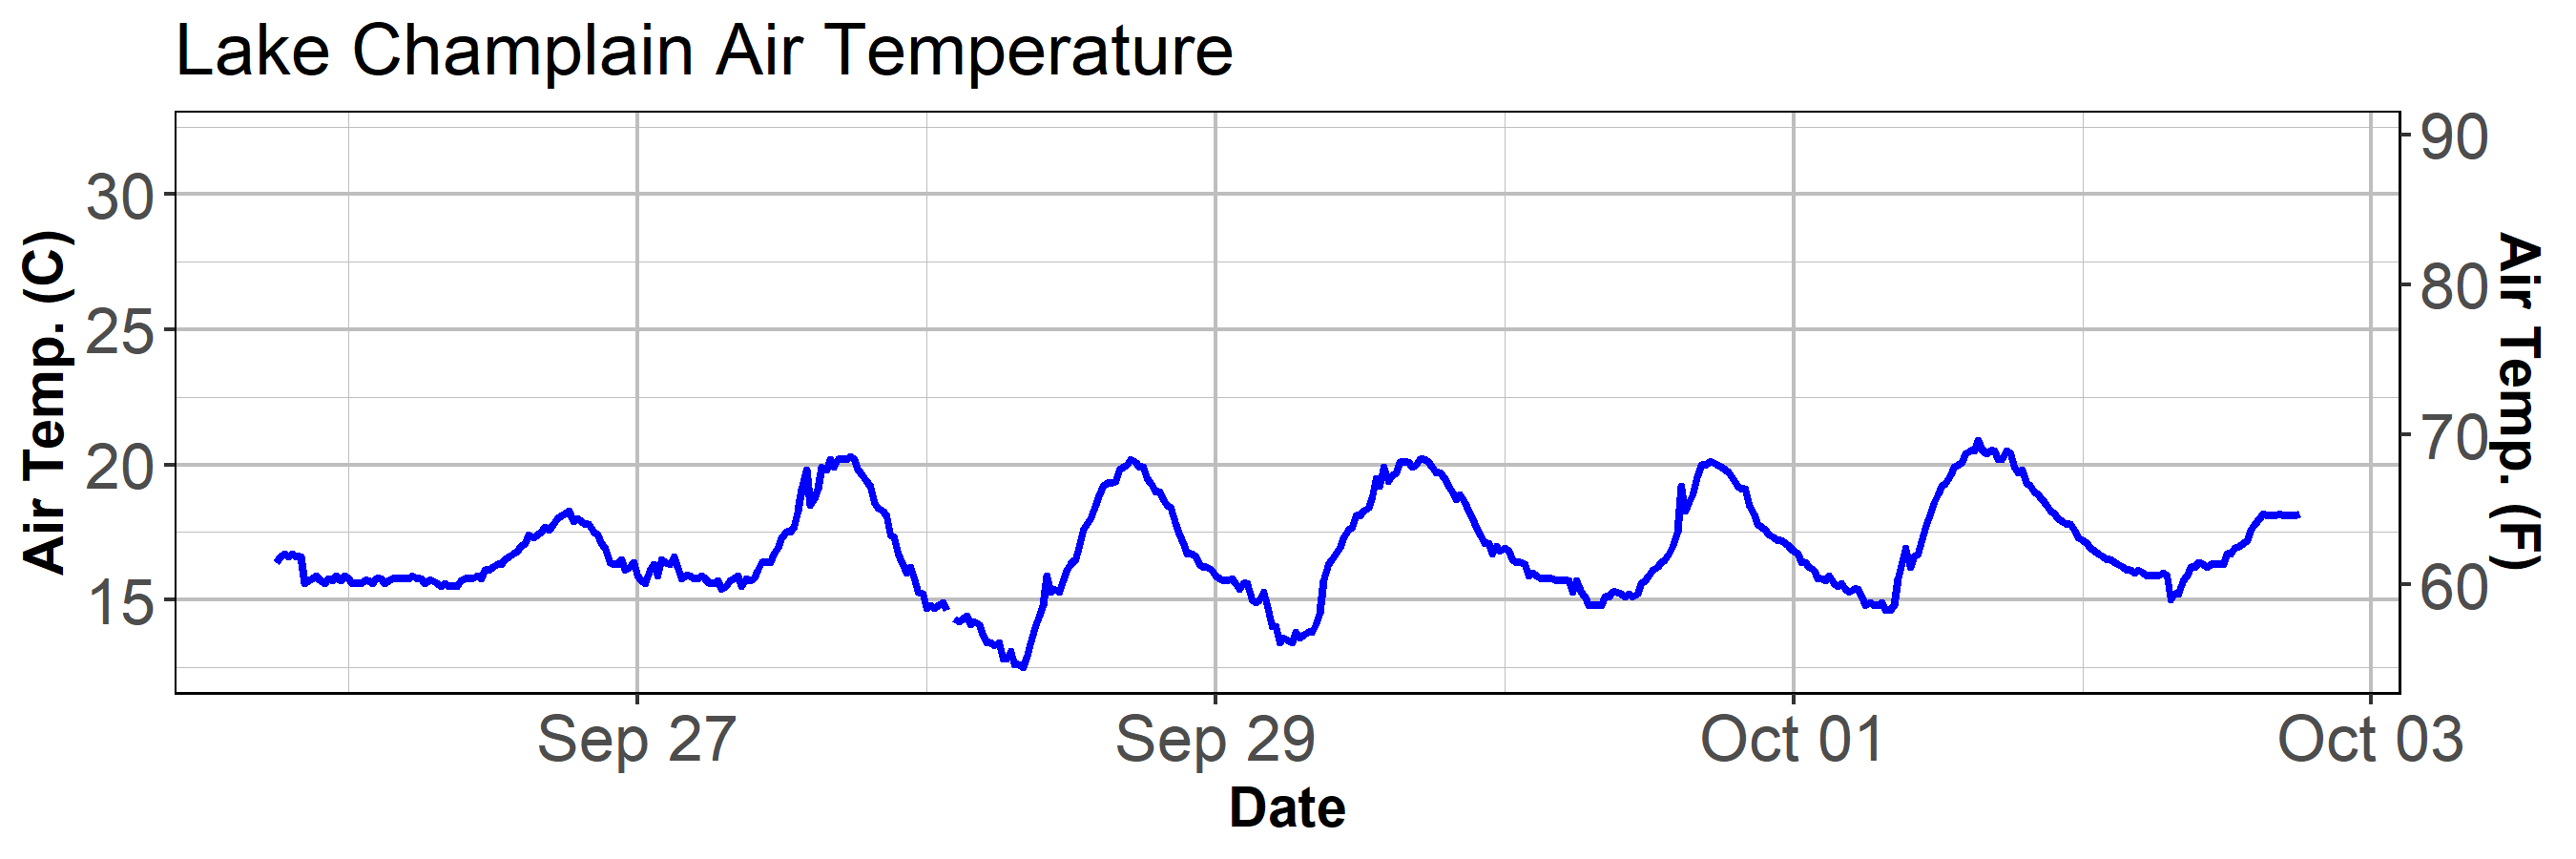 Lake Champlain Air Temperature
Air Temp. (C)
30
25
20
15
90
80
70
60
Air Temp. (F)
Sep 27
Sep 29
Oct 01
Oct 03
Date